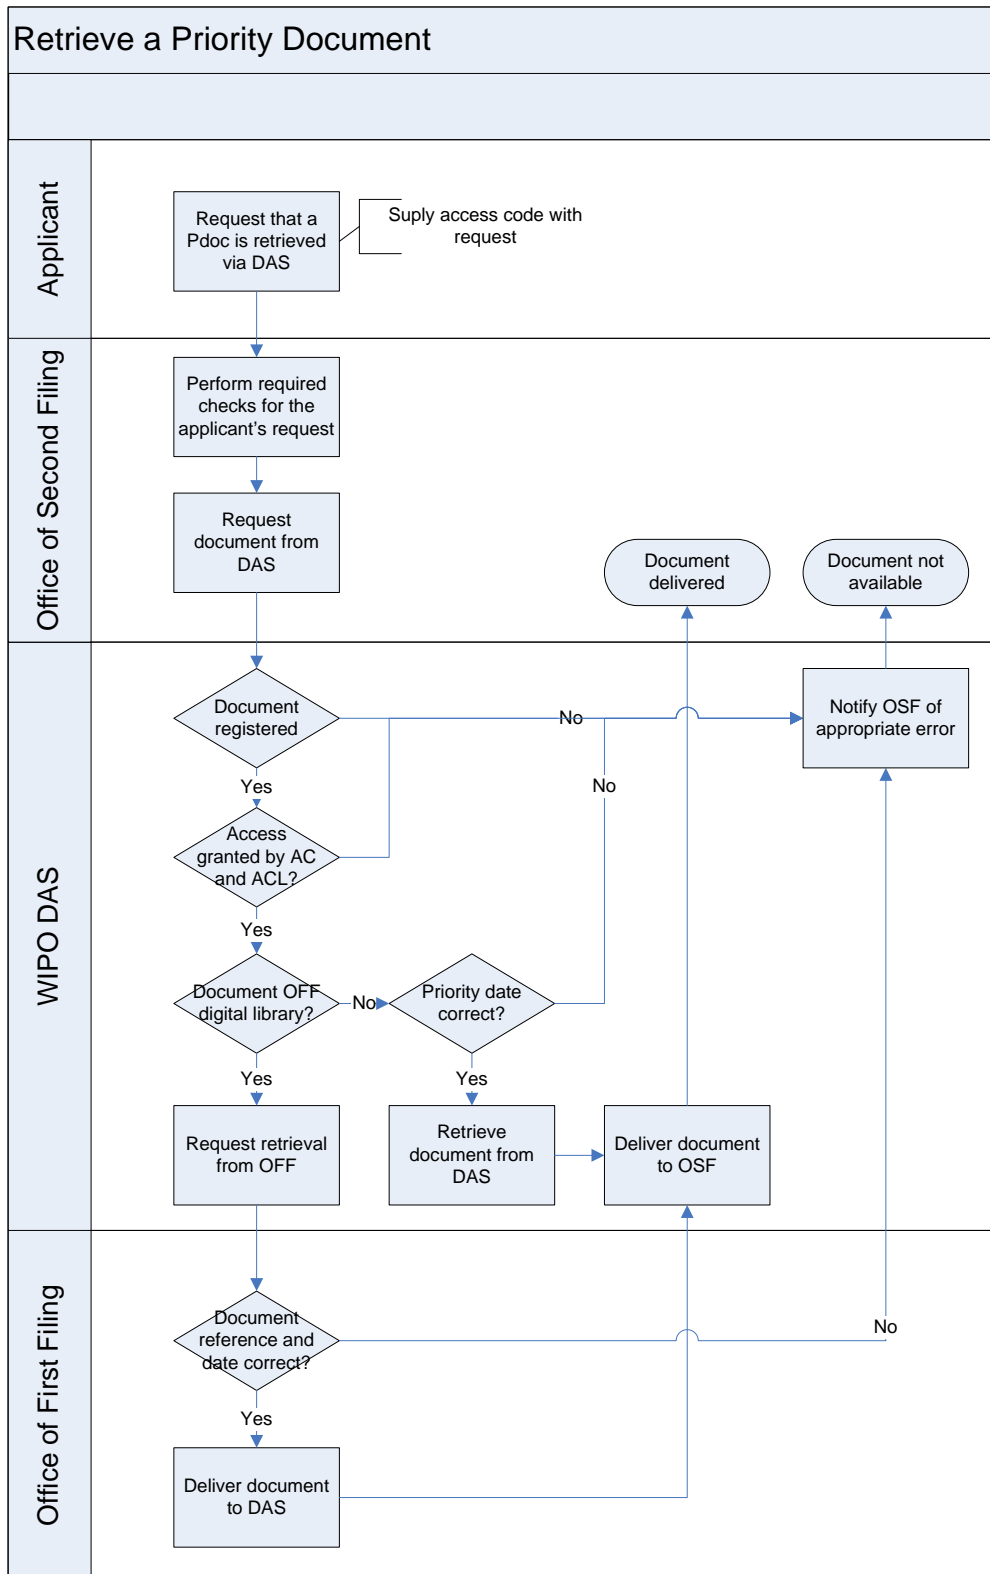 Retrieve a Priority Document
Applicant
Request that a
Pdoc is retrieved
via DAS
Suply access code with
request
Office of Second Filing
Perform required
checks for the
applicant's request
Request
document from
DAS
Document
delivered
Document not
available
WIPO DAS
Document
registered
No
Notify OSF of
appropriate error
Yes
No
Access
granted by AC
and ACL?
Yes
Document OFF
digital library?
No
Priority date
correct?
Yes
Yes
Request retrieval
from OFF
Retrieve
document from
DAS
Deliver document
to OSF
Office of First Filing
Document
reference and
date correct?
No
Yes
Deliver document
to DAS